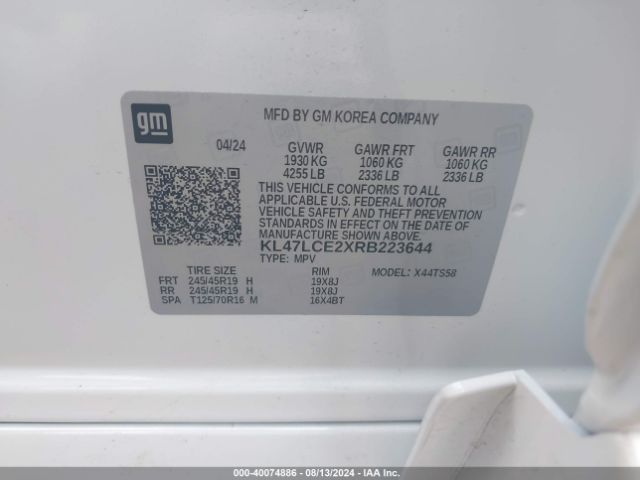 gm
MFD BY GM KOREA COMPANY
04/24 GVWR GAWR FRT GAWR RR
1930 KG 1060 KG 1060 KG
4255 LB 2336 LB 2336 LB
THIS VEHICLE CONFORMS TO ALL
APPLICABLE U.S. FEDERAL MOTOR
VEHICLE SAFETY AND THEFT PREVENTION
STANDARDS IN EFFECT ON THE DATE OF
MANUFACTURE SHOWN ABOVE.
KL47LCE2XRB223644
TYPE: MPV
TIRE SIZE RIM MODEL: X44TS58
FRT 245/45R19 H 19X8J
RR 245/45R19 H 19X8J
SPA T125/70R16 M 16X4BT
000-40074886 - 08/13/2024 - IAA Inc.